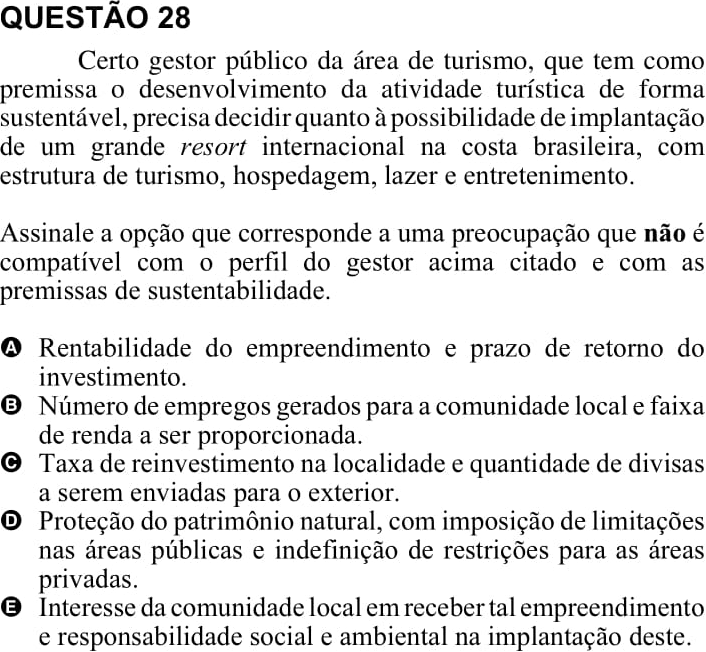 QUESTÃO 28
Certo gestor público da área de turismo, que tem como
premissa o desenvolvimento da atividade turística de forma
sustentável, precisa decidir quanto à possibilidade de implantação
de um grande resort internacional na costa brasileira, com
estrutura de turismo, hospedagem, lazer e entretenimento.
Assinale a opção que corresponde a uma preocupação que não é
compatível com o perfil do gestor acima citado e com as
premissas de sustentabilidade.
A Rentabilidade do empreendimento e prazo de retorno do
investimento.
B Número de empregos gerados para a comunidade local e faixa
de renda a ser proporcionada.
C Taxa de reinvestimento na localidade e quantidade de divisas
a serem enviadas para o exterior.
D Proteção do patrimônio natural, com imposição de limitações
nas áreas públicas e indefinição de restrições para as áreas
privadas.
E Interesse da comunidade local em receber tal empreendimento
e responsabilidade social e ambiental na implantação deste.